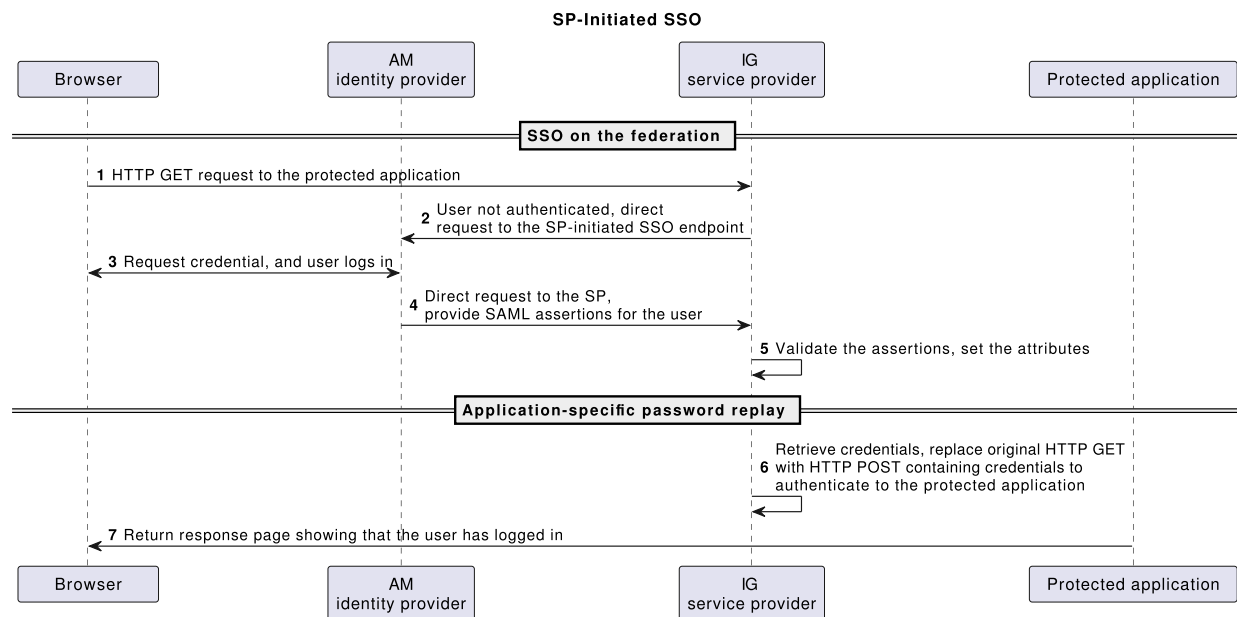 SP-Initiated SSO
Browser
AM
identity provider
IG
service provider
Protected application
SSO on the federation
1 HTTP GET request to the protected application
2 User not authenticated, direct
request to the SP-initiated SSO endpoint
3 Request credential, and user logs in
4 Direct request to the SP,
provide SAML assertions for the user
5 Validate the assertions, set the attributes
Application-specific password replay
Retrieve credentials, replace original HTTP GET
6 with HTTP POST containing credentials to
authenticate to the protected application
7 Return response page showing that the user has logged in
Browser
AM
identity provider
IG
service provider
Protected application